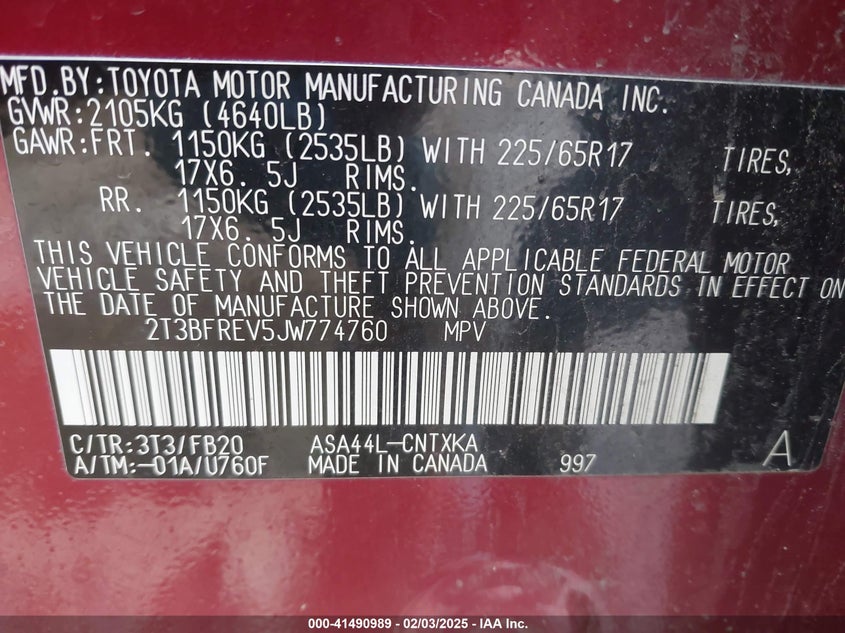 MFD.BY:TOYOTA MOTOR MANUFACTURING CANADA INC.
GVWR:2105KG (4640LB)
GAWR:FRT. 1150KG (2535LB) WITH 225/65R17 TIRES,
17X6.5J RIMS.
RR. 1150KG (2535LB) WITH 225/65R17 TIRES,
17X6.5J RIMS.
THIS VEHICLE CONFORMS TO ALL APPLICABLE FEDERAL MOTOR
VEHICLE SAFETY AND THEFT PREVENTION STANDARDS IN EFFECT ON
THE DATE OF MANUFACTURE SHOWN ABOVE.
2T3BFREV5JW774760 MPV
C/TR:3T3/FB20 ASA44L-CNTXKA
A/TM:-01A/U760F MADE IN CANADA 997 A
000-41490989 - 02/03/2025 - IAA Inc.